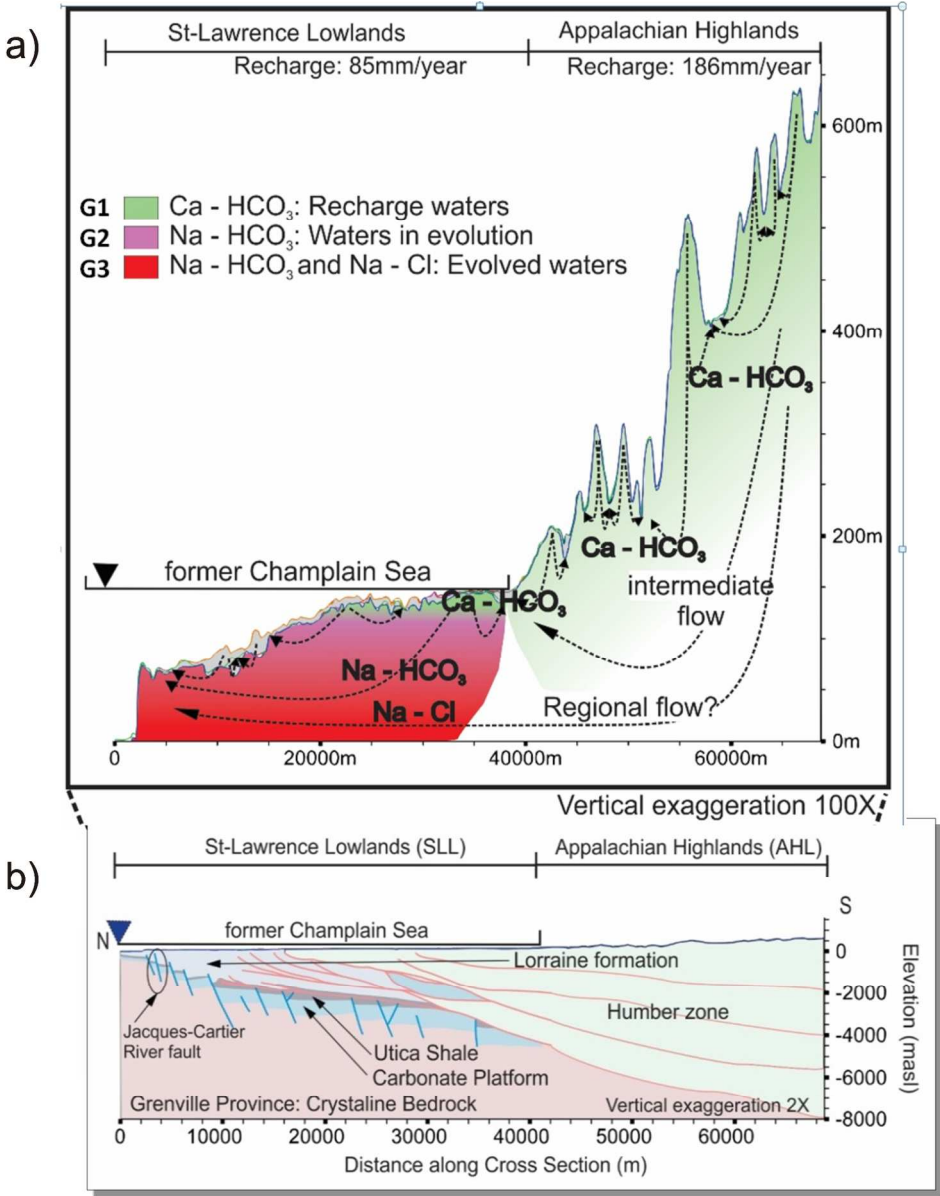 a)
St-Lawrence Lowlands
Appalachian Highlands
Recharge: 85mm/year
Recharge: 186mm/year
600m
G1 Ca - HCO₃: Recharge waters
G2 Na - HCO₃: Waters in evolution
G3 Na - HCO₃ and Na - Cl: Evolved waters
400m
Ca - HCO₃
200m
Ca - HCO₃
former Champlain Sea
intermediate
flow
Ca - HCO₃
Na - HCO₃
Na - Cl
Regional flow?
0m
0
20000m
40000m
60000m
Vertical exaggeration 100X
b)
St-Lawrence Lowlands (SLL)
Appalachian Highlands (AHL)
N
S
former Champlain Sea
Lorraine formation
Humber zone
Jacques-Cartier
River fault
Utica Shale
Carbonate Platform
Grenville Province: Crystaline Bedrock
Vertical exaggeration 2X
0
-2000
-4000
-6000
-8000
Elevation (masl)
0
10000
20000
30000
40000
50000
60000
Distance along Cross Section (m)